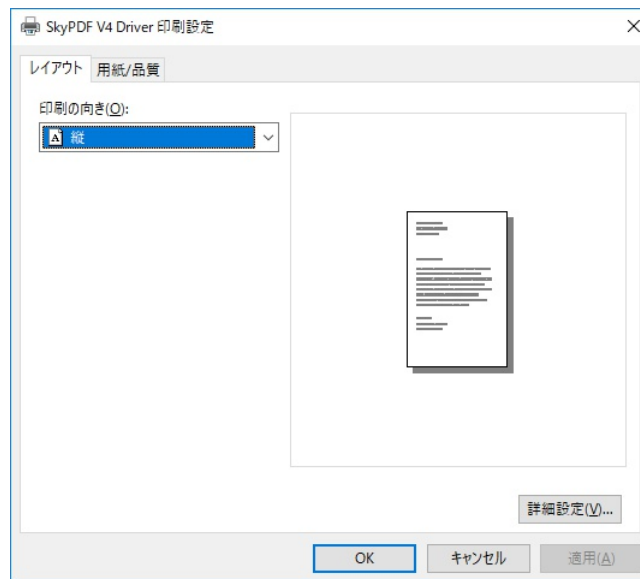 SkyPDF V4 Driver 印刷設定
レイアウト 用紙/品質
印刷の向き(O):
A 縦
詳細設定(V)...
OK キャンセル 適用(A)